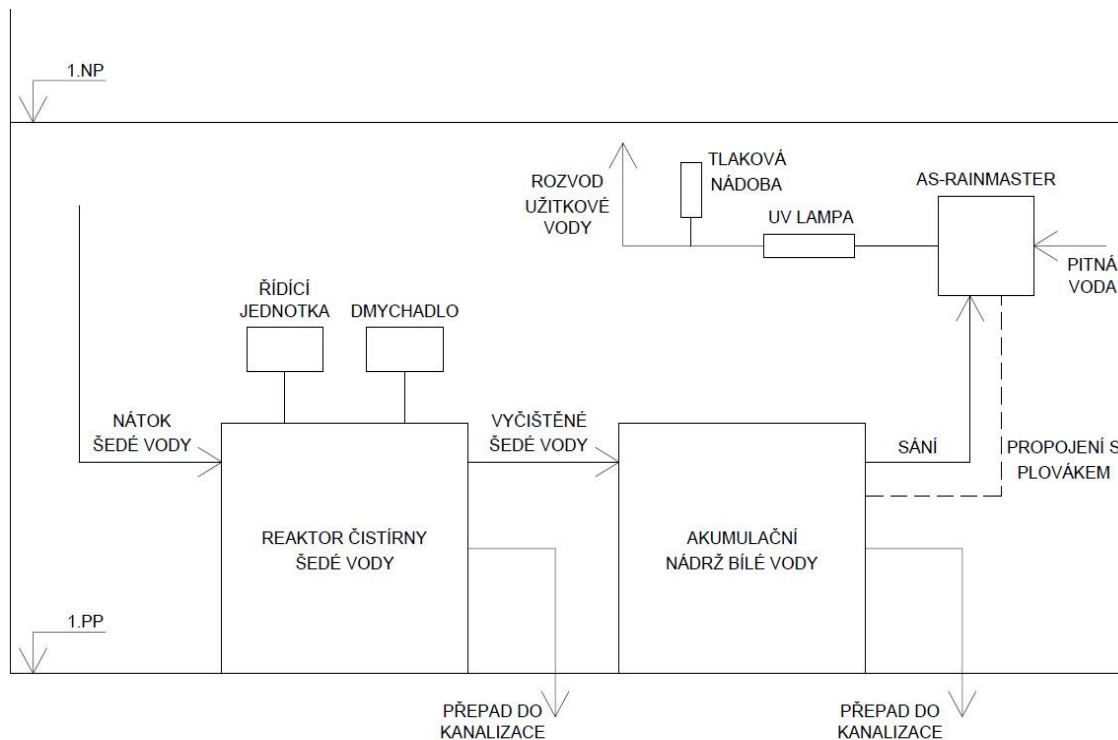 1.NP
TLAKOVÁ
NÁDOBA
ROZVOD
UŽITKOVÉ
VODY
AS-RAINMASTER
UV LAMPA
PITNÁ
VODA
ŘÍDÍCÍ
JEDNOTKA
DMYCHADLO
NÁTOK
ŠEDÉ VODY
VYČIŠTĚNÉ
ŠEDÉ VODY
SÁNÍ
PROPOJENÍ S
PLOVÁKEM
REAKTOR ČISTÍRNY
ŠEDÉ VODY
AKUMULAČNÍ
NÁDRŽ BÍLÉ VODY
1.PP
PŘEPAD DO
KANALIZACE
PŘEPAD DO
KANALIZACE